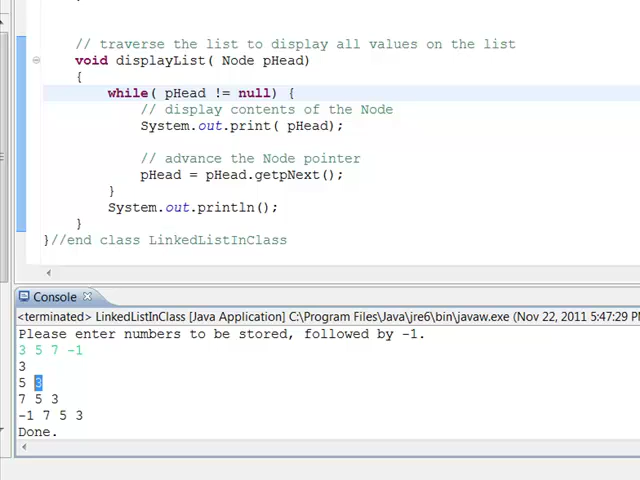 // traverse the list to display all values on the list
void displayList( Node pHead)
{
while( pHead != null) {
// display contents of the Node
System.out.print( pHead);
// advance the Node pointer
pHead = pHead.getpNext();
}
System.out.println();
}
}//end class LinkedListInClass
Console
<terminated> LinkedListInClass [Java Application] C:\Program Files\Java\jre6\bin\javaw.exe (Nov 22, 2011 5:47:29
Please enter numbers to be stored, followed by -1.
3 5 7 -1
3
5 3
7 5 3
-1 7 5 3
Done.